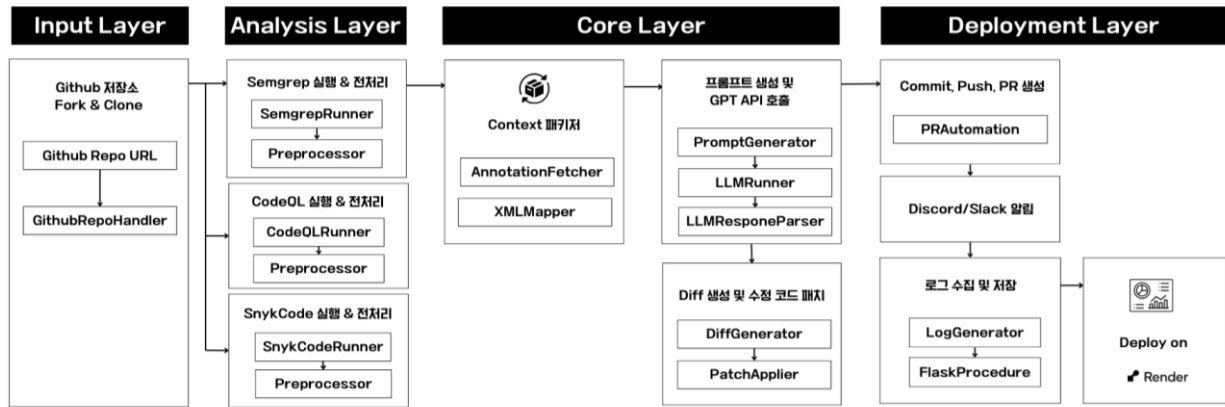 Input Layer
Analysis Layer
Core Layer
Deployment Layer
Github 저장소
Fork & Clone
Github Repo URL
GithubRepoHandler
Semgrep 실행 & 전처리
SemgrepRunner
Preprocessor
CodeQL 실행 & 전처리
CodeQLRunner
Preprocessor
SnykCode 실행 & 전처리
SnykCodeRunner
Preprocessor
Context 패키저
AnnotationFetcher
XMLMapper
프롬프트 생성 및
GPT API 호출
PromptGenerator
LLMRunner
LLMResponeParser
Diff 생성 및 수정 코드 패치
DiffGenerator
PatchApplier
Commit, Push, PR 생성
PRAutomation
Discord/Slack 알림
로그 수집 및 저장
LogGenerator
FlaskProcedure
Deploy on
Render